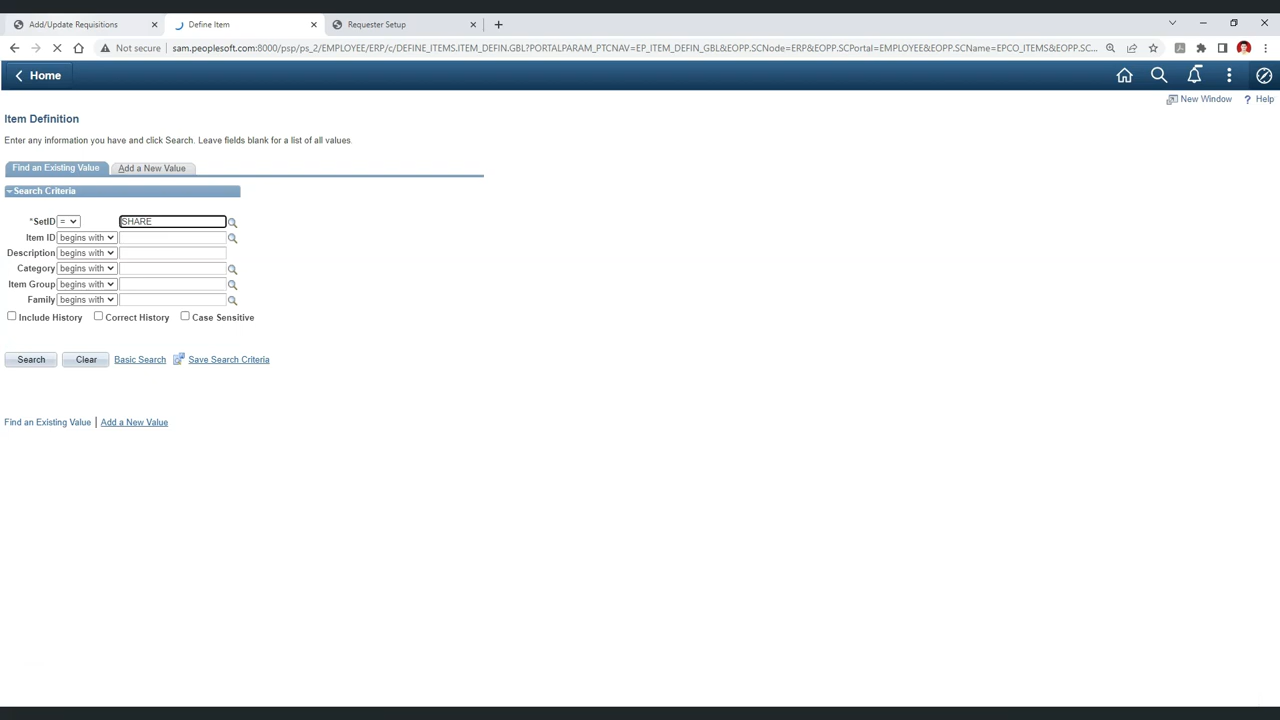 Add/Update Requisitions
Define Item
Requester Setup
Not secure
sam.peoplesoft.com:8000/psp/ps_2/EMPLOYEE/ERP/c/DEFINE_ITEMS.ITEM_DEFIN.GBL?PORTALPARAM_PTCNAV=EP_ITEM_DEFIN_GBL&EOPP.SCNode=ERP&EOPP.SCPortal=EMPLOYEE&EOPP.SCName=EPCO_ITEMS&EOPP.SC...
Home
New Window
? Help
Item Definition
Enter any information you have and click Search. Leave fields blank for a list of all values.
Find an Existing Value
Add a New Value
Search Criteria
*SetID = SHARE
Item ID begins with
Description begins with
Category begins with
Item Group begins with
Family begins with
Include History Correct History Case Sensitive
Search Clear Basic Search Save Search Criteria
Find an Existing Value | Add a New Value